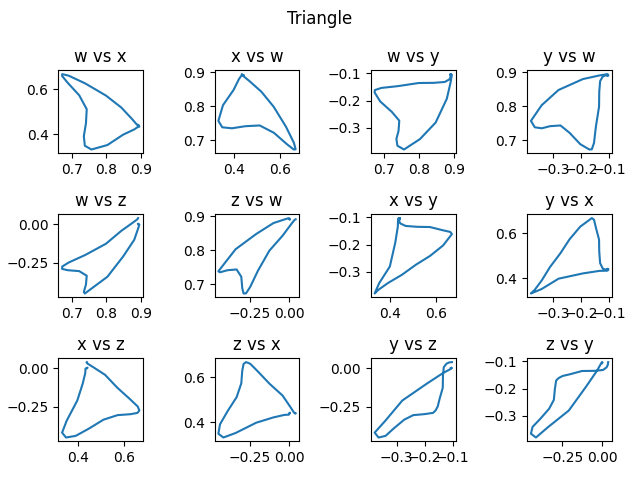 Triangle
w vs x
x vs w
w vs y
y vs w
0.6
0.4
0.7 0.8 0.9
0.9
0.8
0.7
0.4 0.6
−0.1
−0.2
−0.3
0.7 0.8 0.9
0.9
0.8
0.7
−0.3 −0.2 −0.1
w vs z
z vs w
x vs y
y vs x
0.00
−0.25
0.7 0.8 0.9
0.9
0.8
0.7
−0.25 0.00
−0.1
−0.2
−0.3
0.4 0.6
0.6
0.4
−0.3 −0.2 −0.1
x vs z
z vs x
y vs z
z vs y
0.00
−0.25
0.4 0.6
0.6
0.4
−0.25 0.00
0.00
−0.25
−0.3 −0.2 −0.1
−0.1
−0.2
−0.3
−0.25 0.00